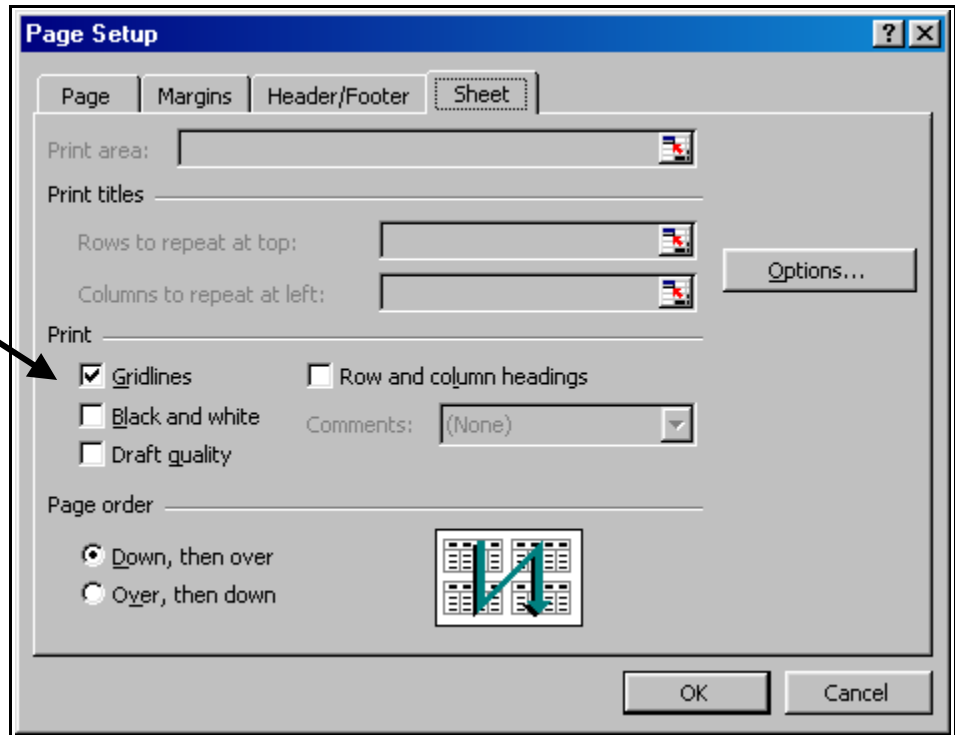 Page Setup
Page Margins Header/Footer Sheet
Print area:
Print titles
Rows to repeat at top:
Options...
Columns to repeat at left:
Print
Gridlines Row and column headings
Black and white Comments: (None)
Draft quality
Page order
Down, then over
Over, then down
OK Cancel